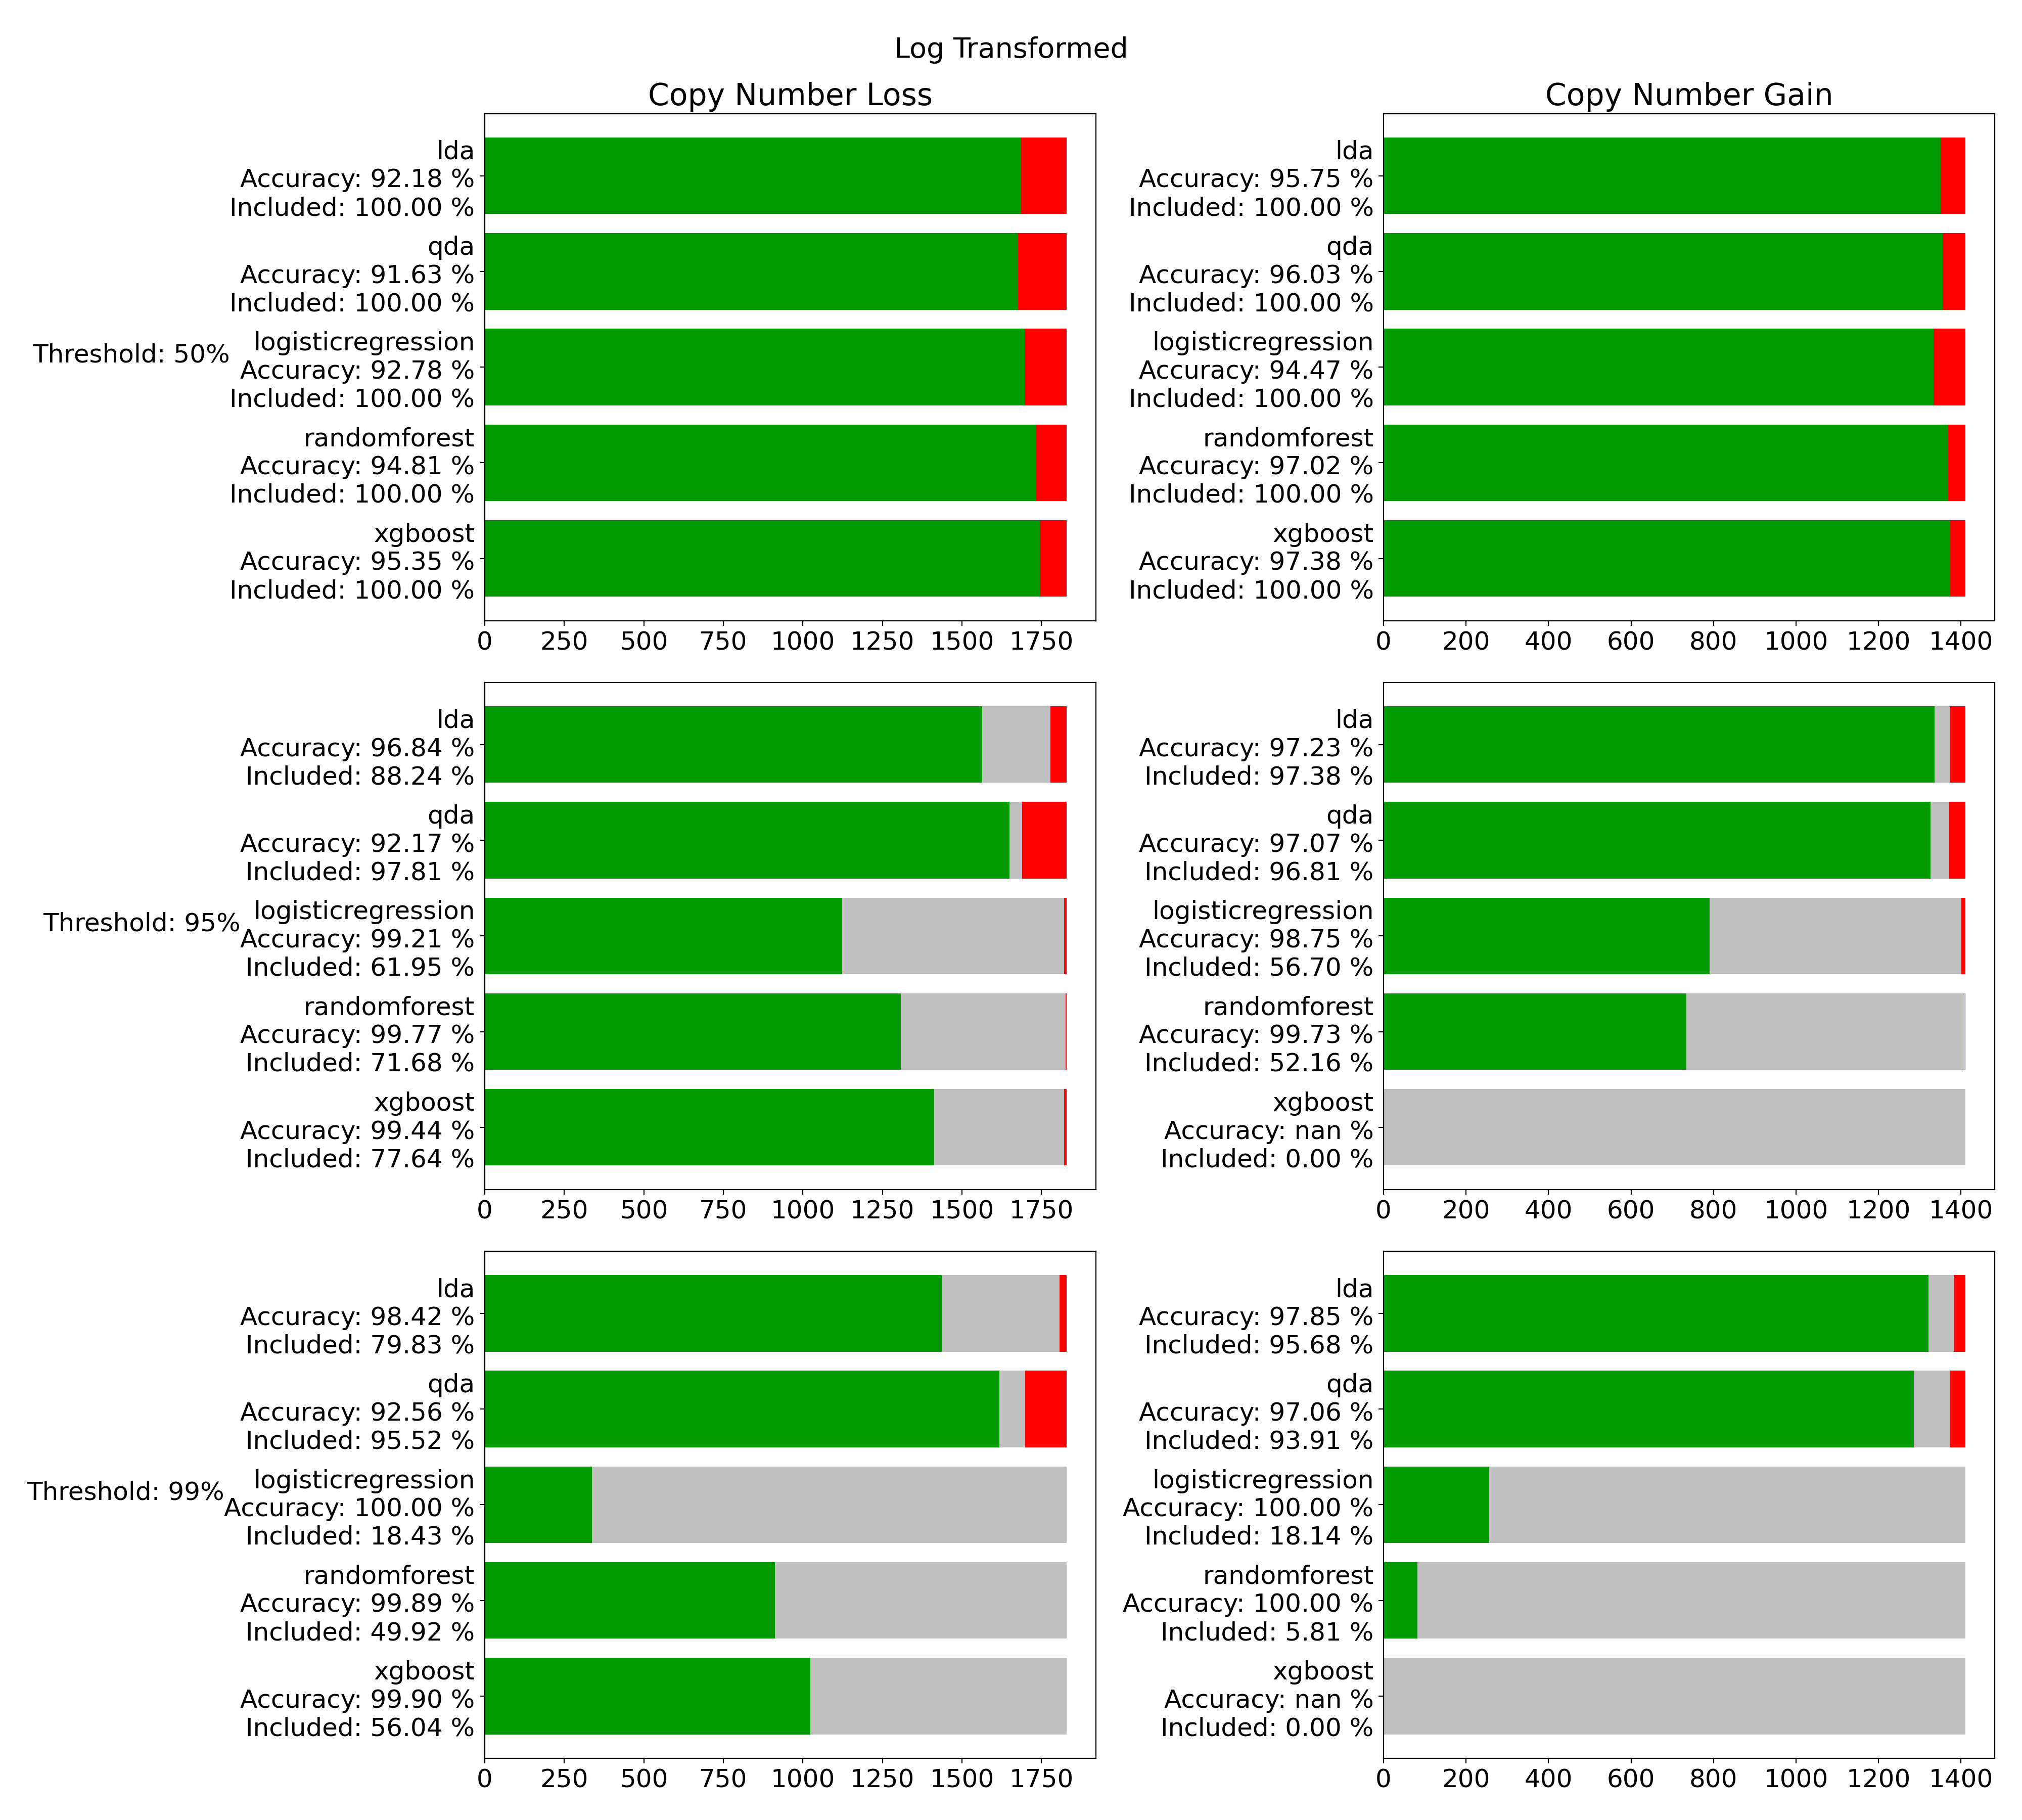 Log Transformed
Copy Number Loss
Copy Number Gain
Threshold: 50%
lda
Accuracy: 92.18 %
Included: 100.00 %
qda
Accuracy: 91.63 %
Included: 100.00 %
logisticregression
Accuracy: 92.78 %
Included: 100.00 %
randomforest
Accuracy: 94.81 %
Included: 100.00 %
xgboost
Accuracy: 95.35 %
Included: 100.00 %
0 250 500 750 1000 1250 1500 1750
lda
Accuracy: 95.75 %
Included: 100.00 %
qda
Accuracy: 96.03 %
Included: 100.00 %
logisticregression
Accuracy: 94.47 %
Included: 100.00 %
randomforest
Accuracy: 97.02 %
Included: 100.00 %
xgboost
Accuracy: 97.38 %
Included: 100.00 %
0 200 400 600 800 1000 1200 1400
Threshold: 95%
lda
Accuracy: 96.84 %
Included: 88.24 %
qda
Accuracy: 92.17 %
Included: 97.81 %
logisticregression
Accuracy: 99.21 %
Included: 61.95 %
randomforest
Accuracy: 99.77 %
Included: 71.68 %
xgboost
Accuracy: 99.44 %
Included: 77.64 %
0 250 500 750 1000 1250 1500 1750
lda
Accuracy: 97.23 %
Included: 97.38 %
qda
Accuracy: 97.07 %
Included: 96.81 %
logisticregression
Accuracy: 98.75 %
Included: 56.70 %
randomforest
Accuracy: 99.73 %
Included: 52.16 %
xgboost
Accuracy: nan %
Included: 0.00 %
0 200 400 600 800 1000 1200 1400
Threshold: 99%
lda
Accuracy: 98.42 %
Included: 79.83 %
qda
Accuracy: 92.56 %
Included: 95.52 %
logisticregression
Accuracy: 100.00 %
Included: 18.43 %
randomforest
Accuracy: 99.89 %
Included: 49.92 %
xgboost
Accuracy: 99.90 %
Included: 56.04 %
0 250 500 750 1000 1250 1500 1750
lda
Accuracy: 97.85 %
Included: 95.68 %
qda
Accuracy: 97.06 %
Included: 93.91 %
logisticregression
Accuracy: 100.00 %
Included: 18.14 %
randomforest
Accuracy: 100.00 %
Included: 5.81 %
xgboost
Accuracy: nan %
Included: 0.00 %
0 200 400 600 800 1000 1200 1400